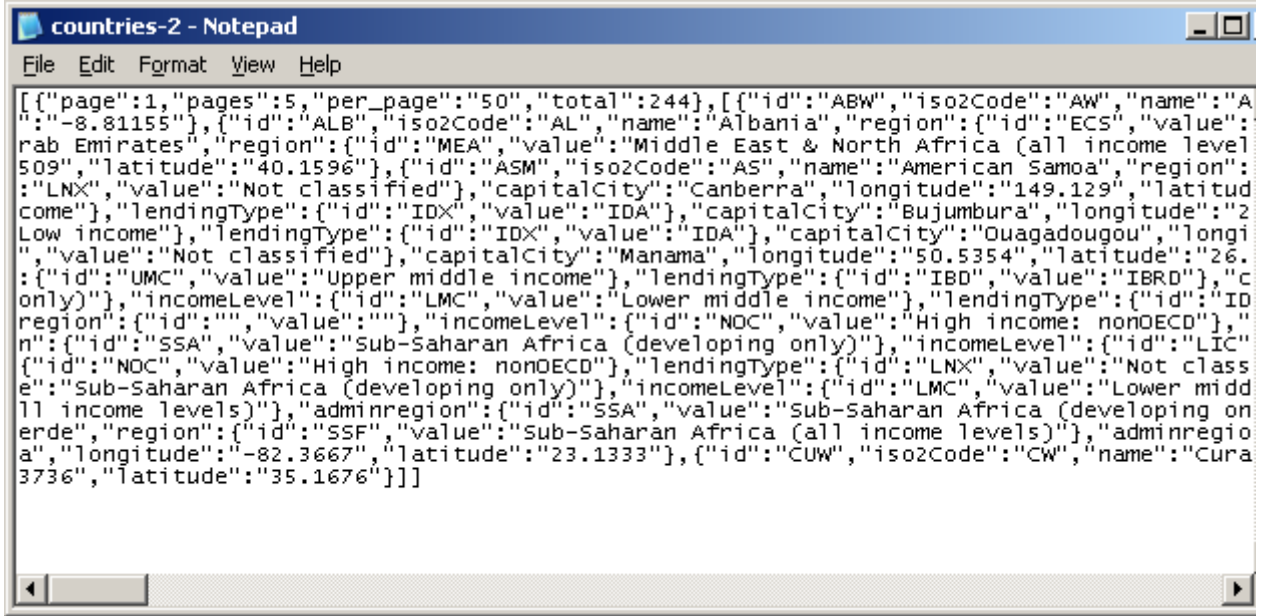 countries-2 - Notepad
File Edit Format View Help
[{"page":1,"pages":5,"per_page":"50","total":244},[{"id":"ABW","iso2Code":"AW","name":"A
":"-8.81155"},{"id":"ALB","iso2Code":"AL","name":"Albania","region":{"id":"ECS","value":
rab Emirates","region":{"id":"MEA","value":"Middle East & North Africa (all income level
509","latitude":"40.1596"},{"id":"ASM","iso2Code":"AS","name":"American Samoa","region":
:"LNX","value":"Not classified"},"capitalCity":"Canberra","longitude":"149.129","latitud
come"},"lendingType":{"id":"IDX","value":"IDA"},"capitalCity":"Bujumbura","longitude":"2
Low income"},"lendingType":{"id":"IDX","value":"IDA"},"capitalCity":"Ouagadougou","longi
","value":"Not classified"},"capitalCity":"Manama","longitude":"50.5354","latitude":"26.
:{"id":"UMC","value":"Upper middle income"},"lendingType":{"id":"IBD","value":"IBRD"},"c
only)"},"incomeLevel":{"id":"LMC","value":"Lower middle income"},"lendingType":{"id":"ID
region":{"id":"","value":""},"incomeLevel":{"id":"NOC","value":"High income: nonOECD"},"
n":{"id":"SSA","value":"Sub-Saharan Africa (developing only)"},"incomeLevel":{"id":"LIC"
{"id":"NOC","value":"High income: nonOECD"},"lendingType":{"id":"LNX","value":"Not class
e":"Sub-Saharan Africa (developing only)"},"incomeLevel":{"id":"LMC","value":"Lower midd
ll income levels)"},"adminregion":{"id":"SSA","value":"Sub-Saharan Africa (developing on
erde","region":{"id":"SSF","value":"Sub-Saharan Africa (all income levels)"},"adminregio
a","longitude":"-82.3667","latitude":"23.1333"},{"id":"CUW","iso2Code":"CW","name":"Cura
3736","latitude":"35.1676"}]]